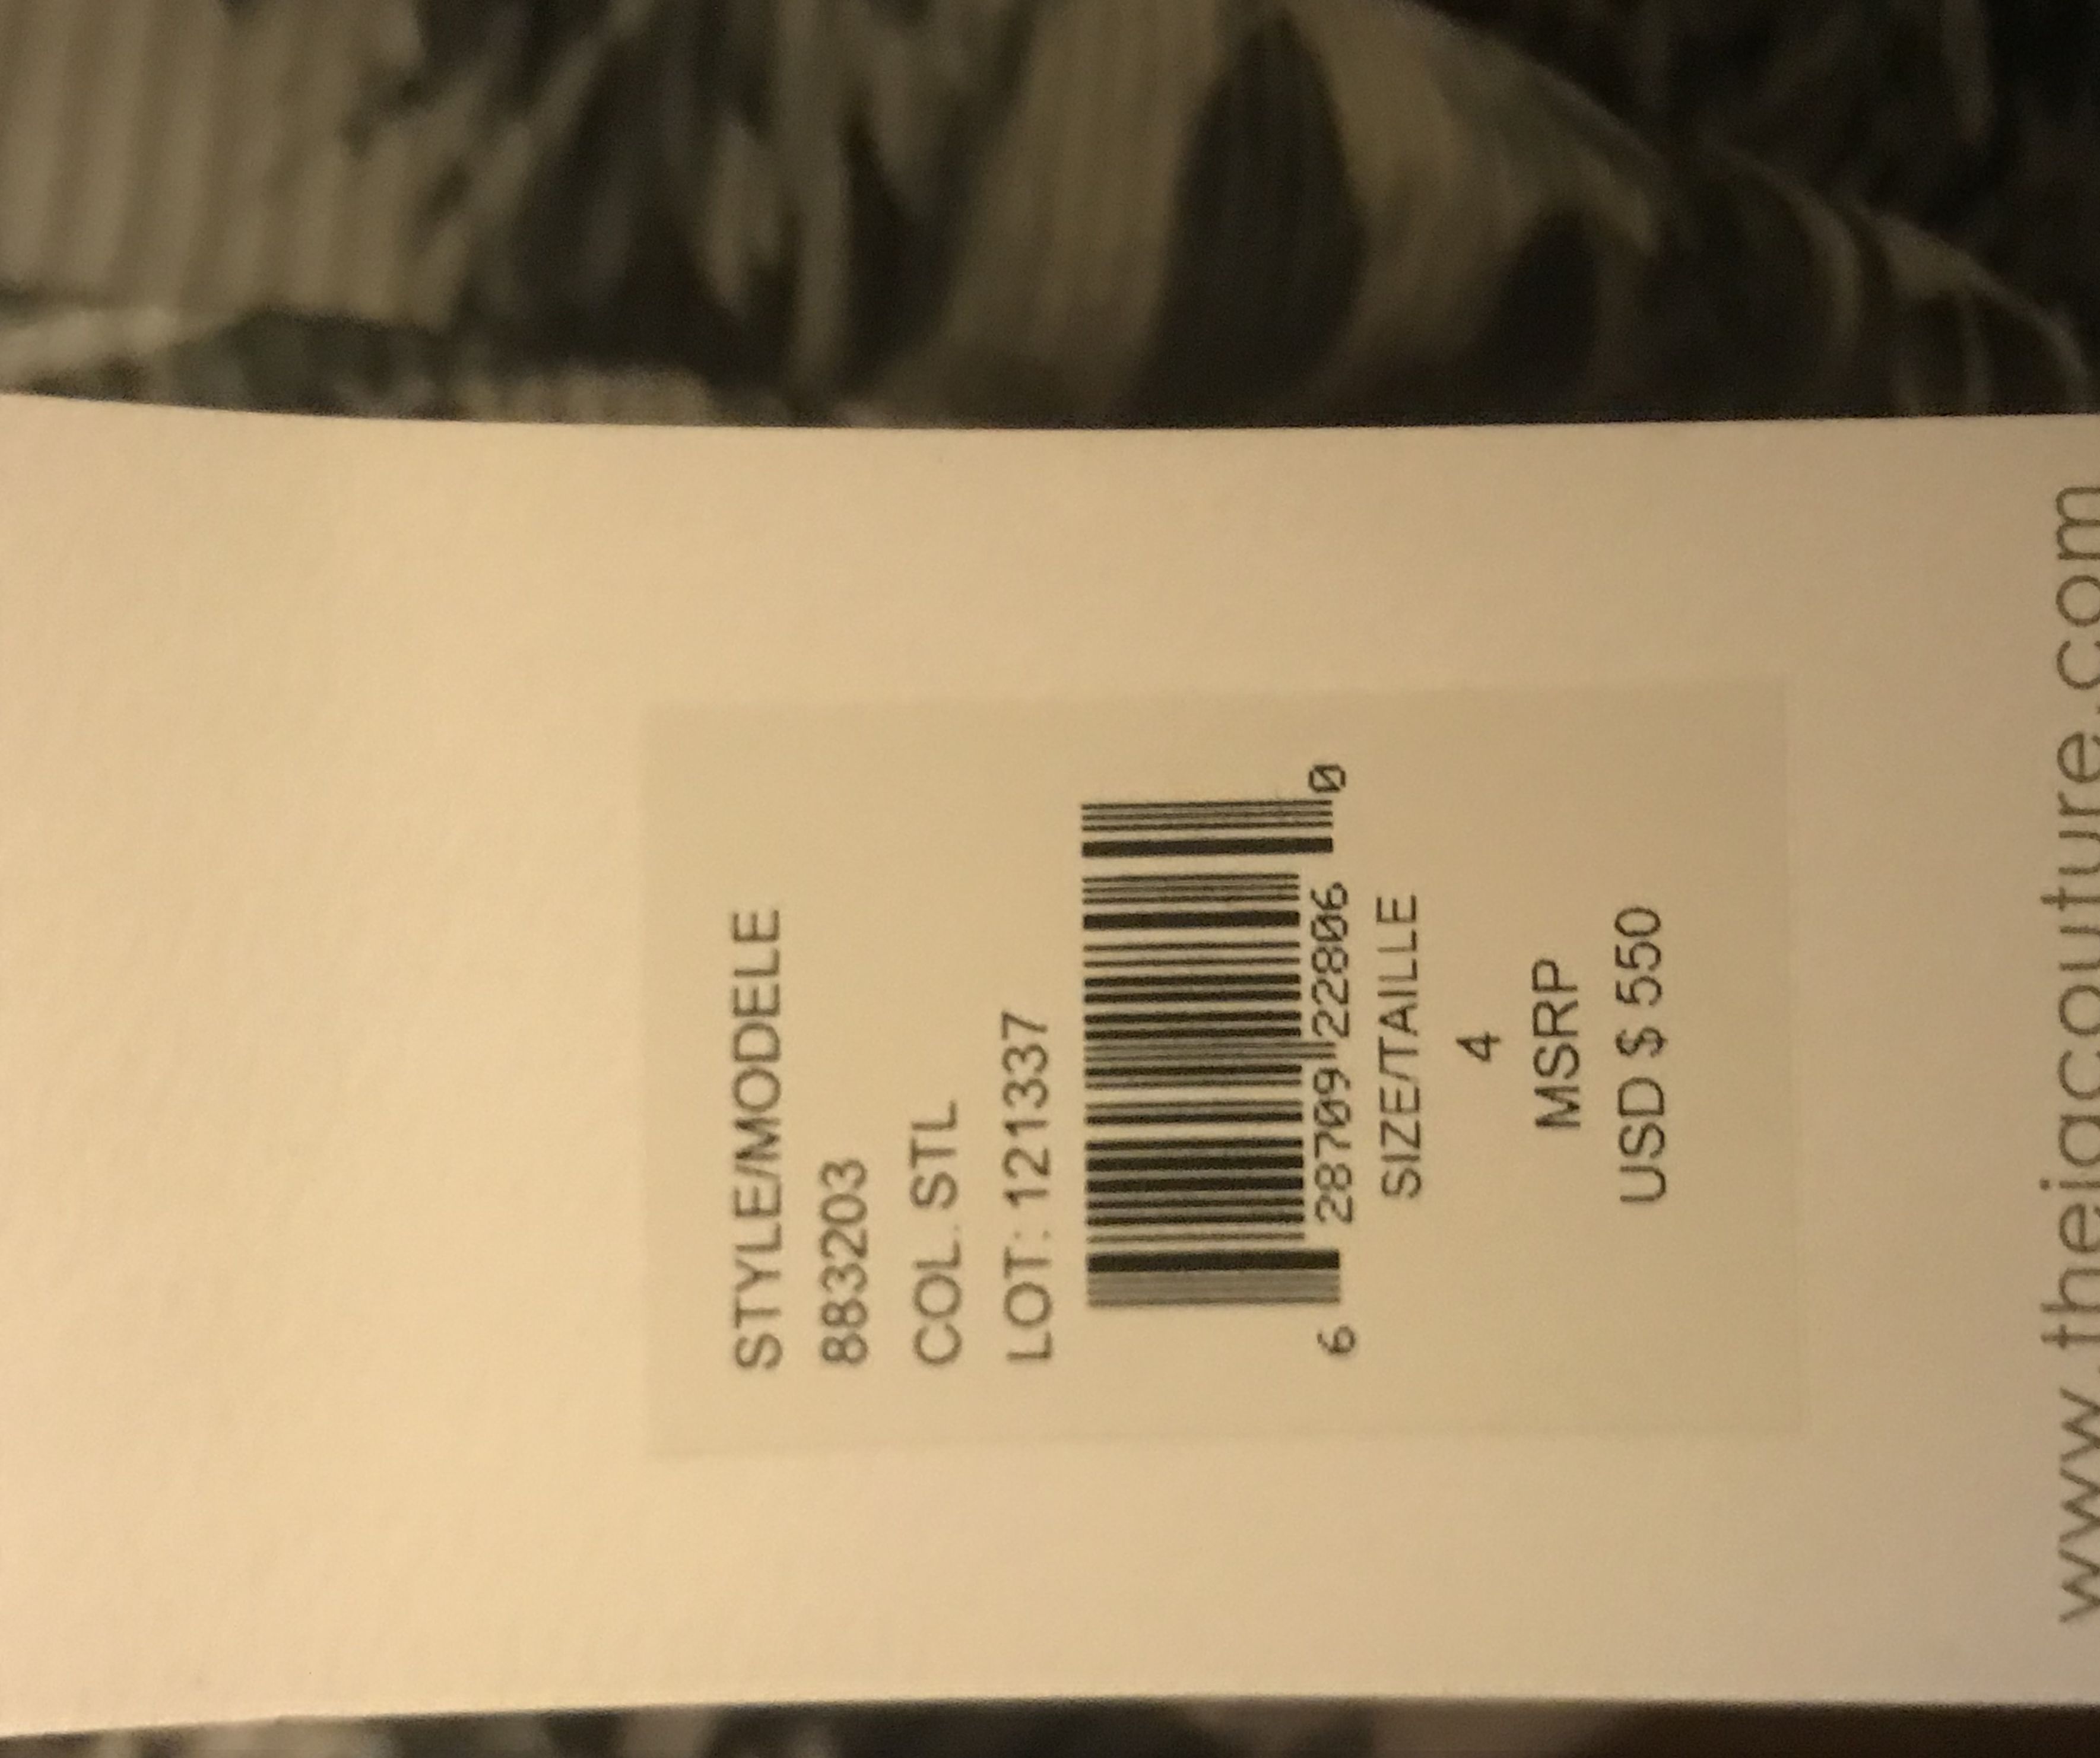 STYLE/MODELE
8832203
COL. STL
LOT: 121337
6 28709 22806 0
SIZE/TAILLE
4
MSRP
USD $ 550
www.theiacouture.com